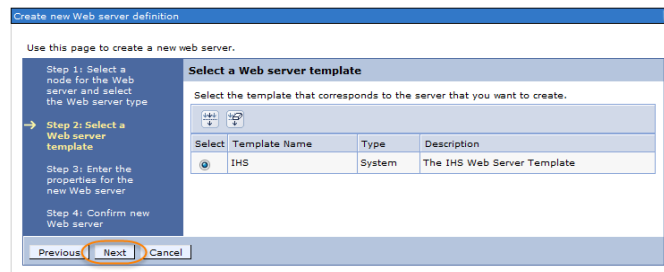 Create new Web server definition
Use this page to create a new web server.
Step 1: Select a
node for the Web
server and select
the Web server type
Step 2: Select a
Web server
template
Step 3: Enter the
properties for the
new Web server
Step 4: Confirm new
Web server
Select a Web server template
Select the template that corresponds to the server that you want to create.
Select Template Name Type Description
IHS System The IHS Web Server Template
Previous Next Cancel